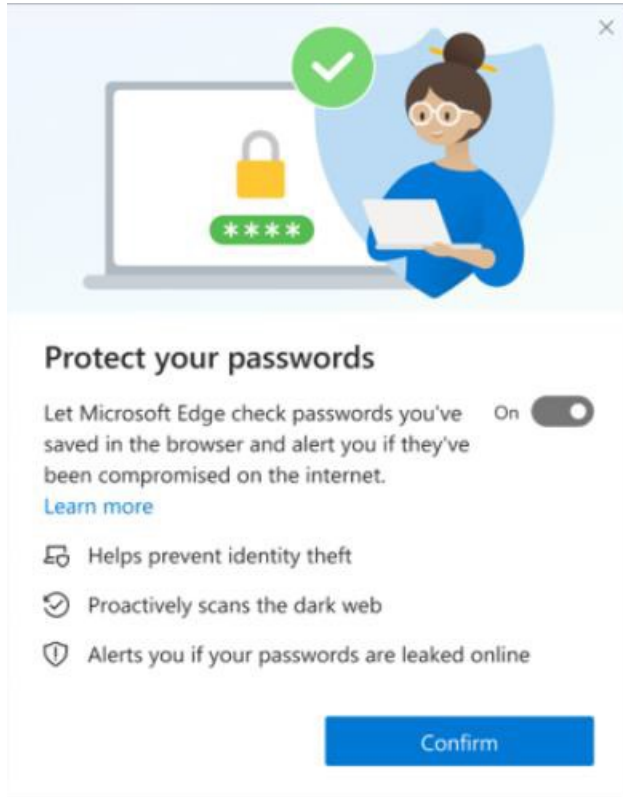 ****
Protect your passwords
Let Microsoft Edge check passwords you've
On
saved in the browser and alert you if they've
been compromised on the internet.
Learn more
Helps prevent identity theft
Proactively scans the dark web
Alerts you if your passwords are leaked online
Confirm